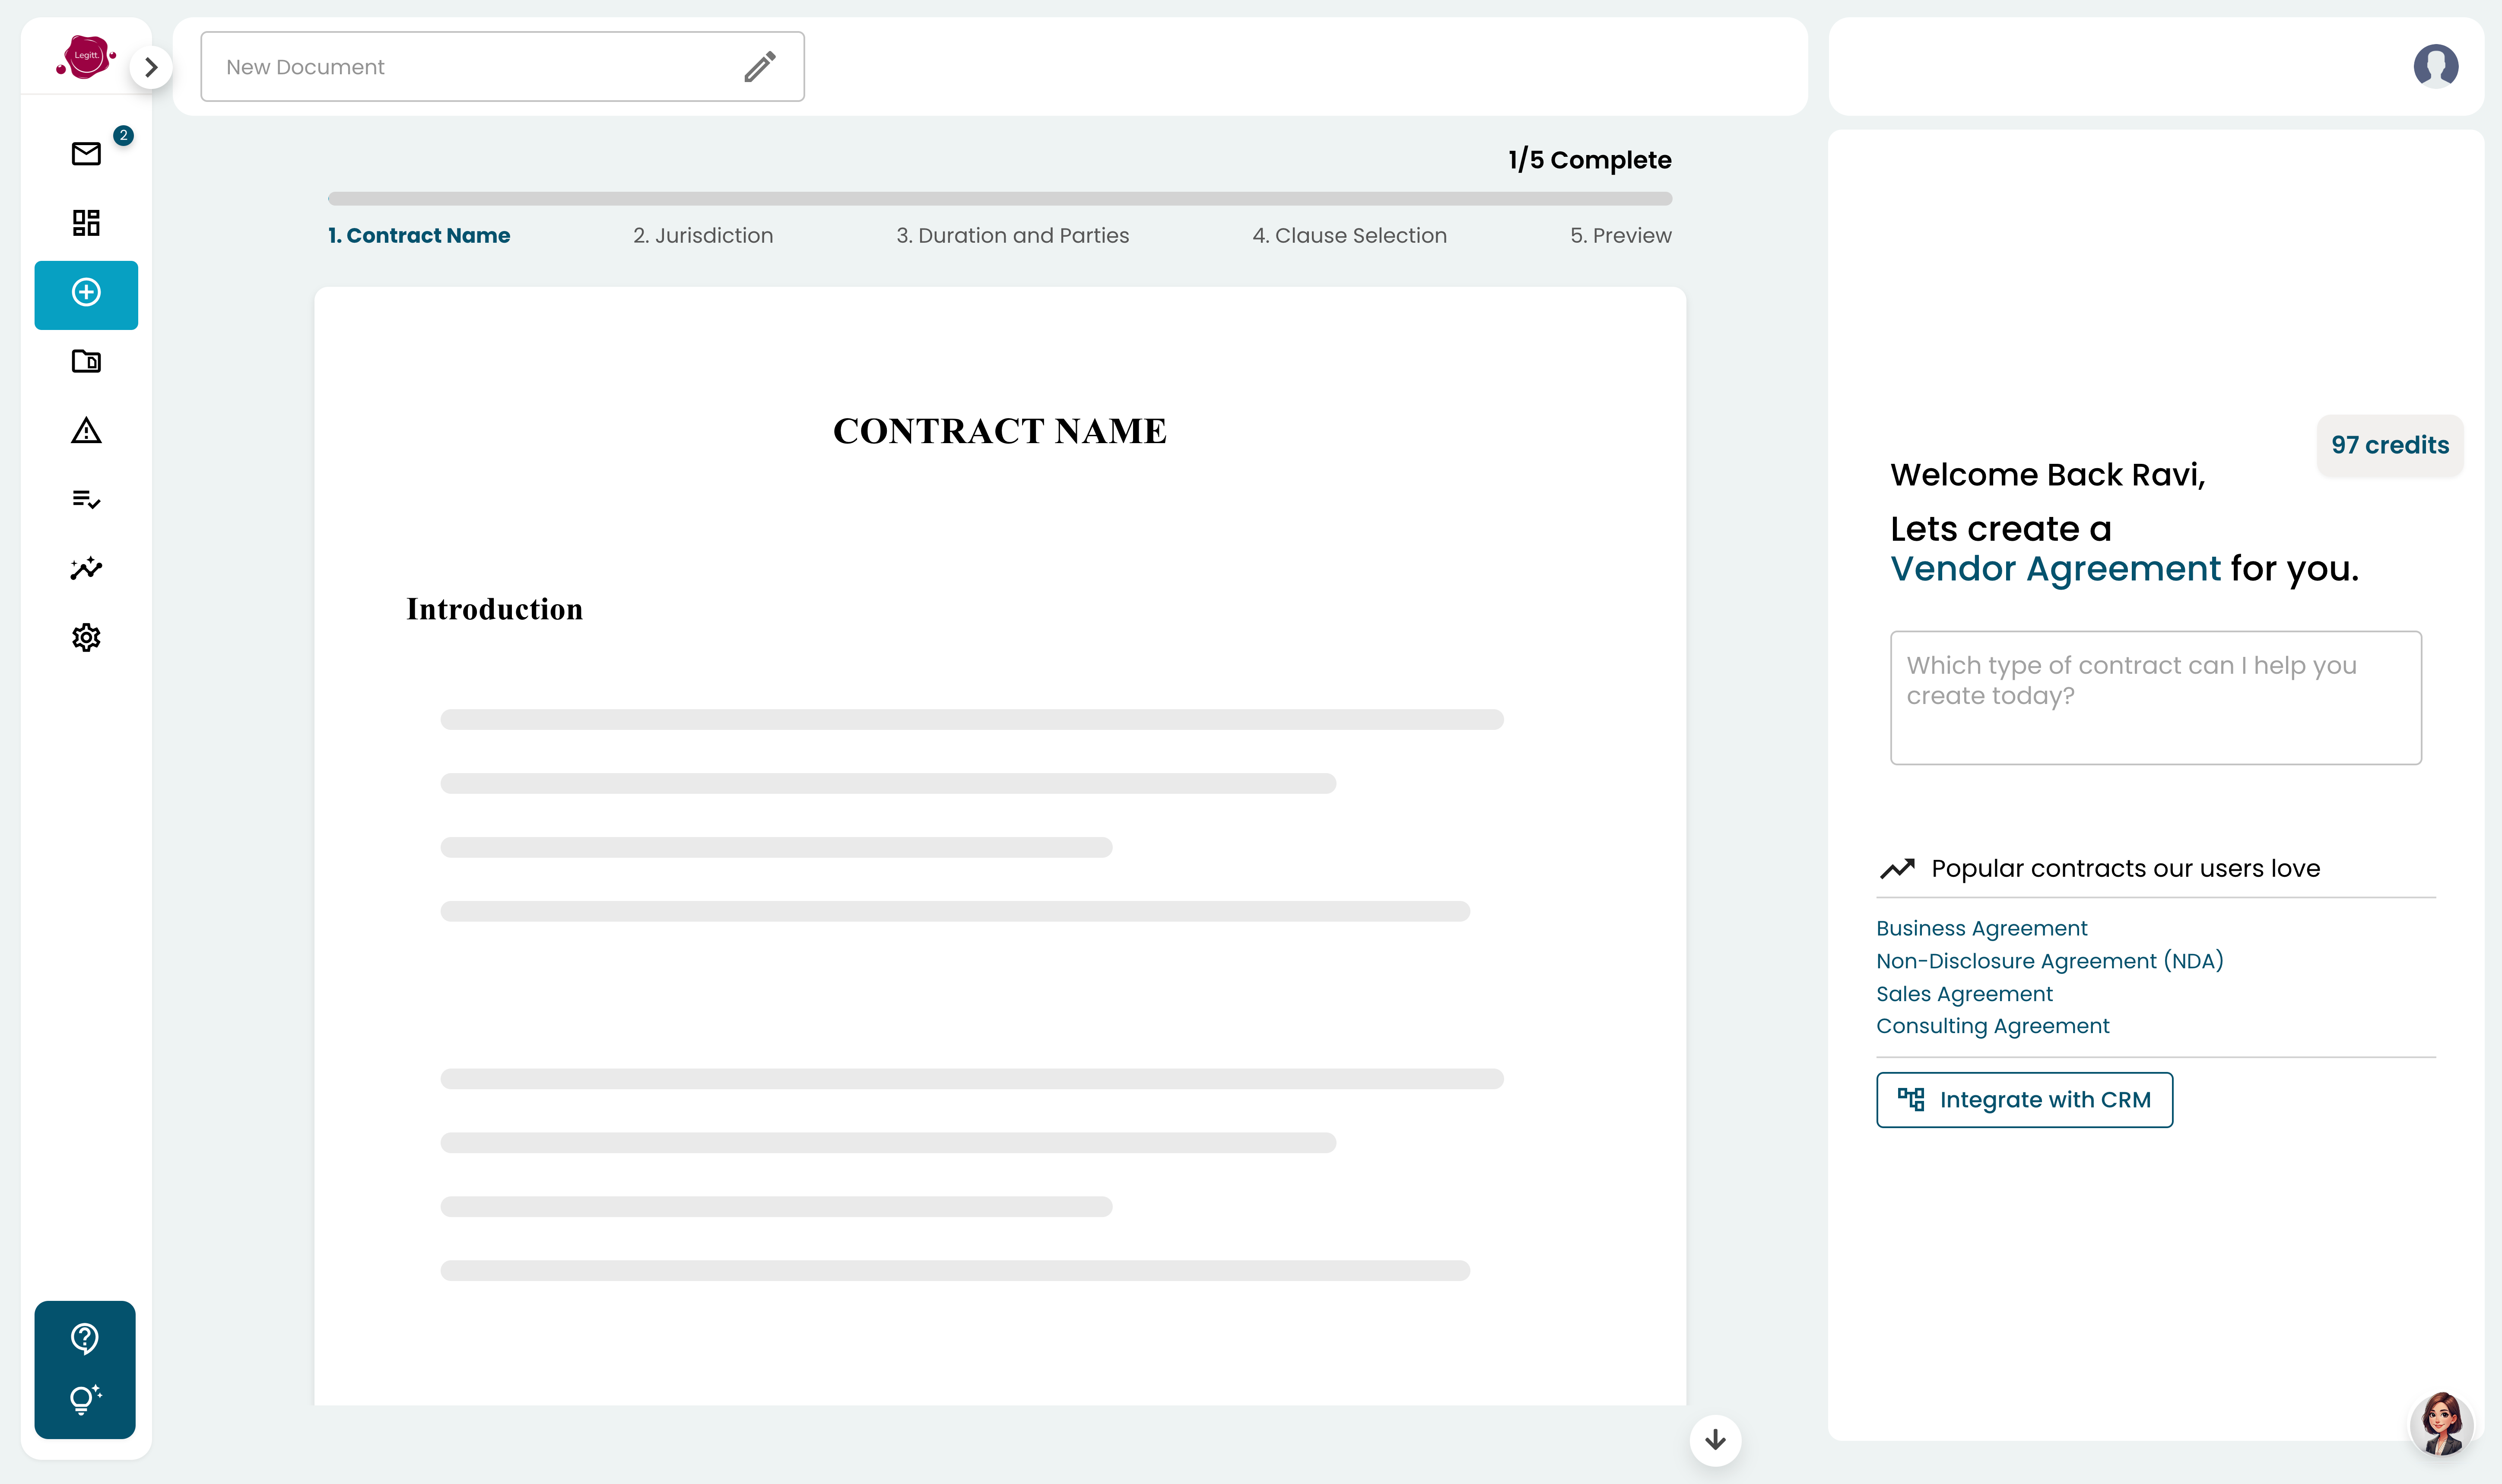 Legitt.
New Document
2
1/5 Complete
1. Contract Name
2. Jurisdiction
3. Duration and Parties
4. Clause Selection
5. Preview
CONTRACT NAME
Introduction
97 credits
Welcome Back Ravi,
Lets create a
Vendor Agreement for you.
Which type of contract can I help you
create today?
Popular contracts our users love
Business Agreement
Non-Disclosure Agreement (NDA)
Sales Agreement
Consulting Agreement
Integrate with CRM